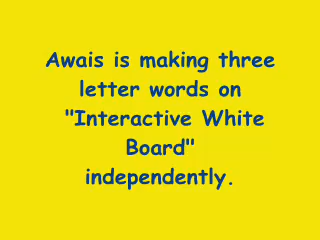 Awais is making three
letter words on
"Interactive White
Board"
independently.